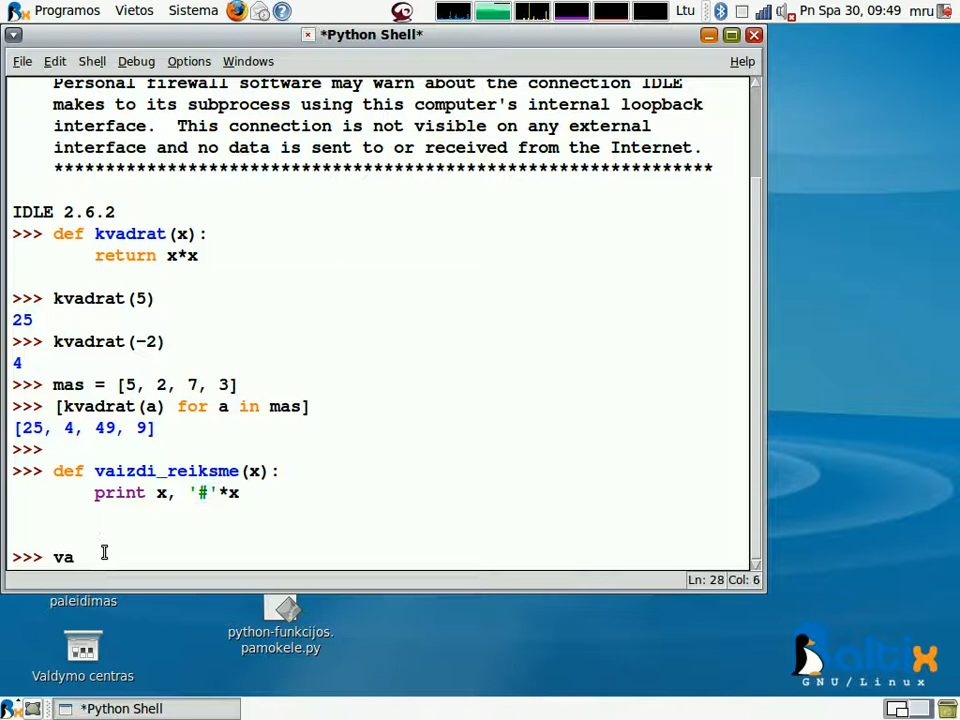 Programos Vietos Sistema Ltu Pn Spa 30, 09:49 mru
*Python Shell*
File Edit Shell Debug Options Windows Help
Personal firewall software may warn about the connection IDLE
makes to its subprocess using this computer's internal loopback
interface.  This connection is not visible on any external
interface and no data is sent to or received from the Internet.
****************************************************************
IDLE 2.6.2
>>> def kvadrat(x):
        return x*x
>>> kvadrat(5)
25
>>> kvadrat(-2)
4
>>> mas = [5, 2, 7, 3]
>>> [kvadrat(a) for a in mas]
[25, 4, 49, 9]
>>>
>>> def vaizdi_reiksme(x):
        print x, '#'*x
>>> va
Ln: 28 Col: 6
paleidimas
python-funkcijos.
pamokele.py
Valdymo centras
Baltix
GNU/Linux
*Python Shell*